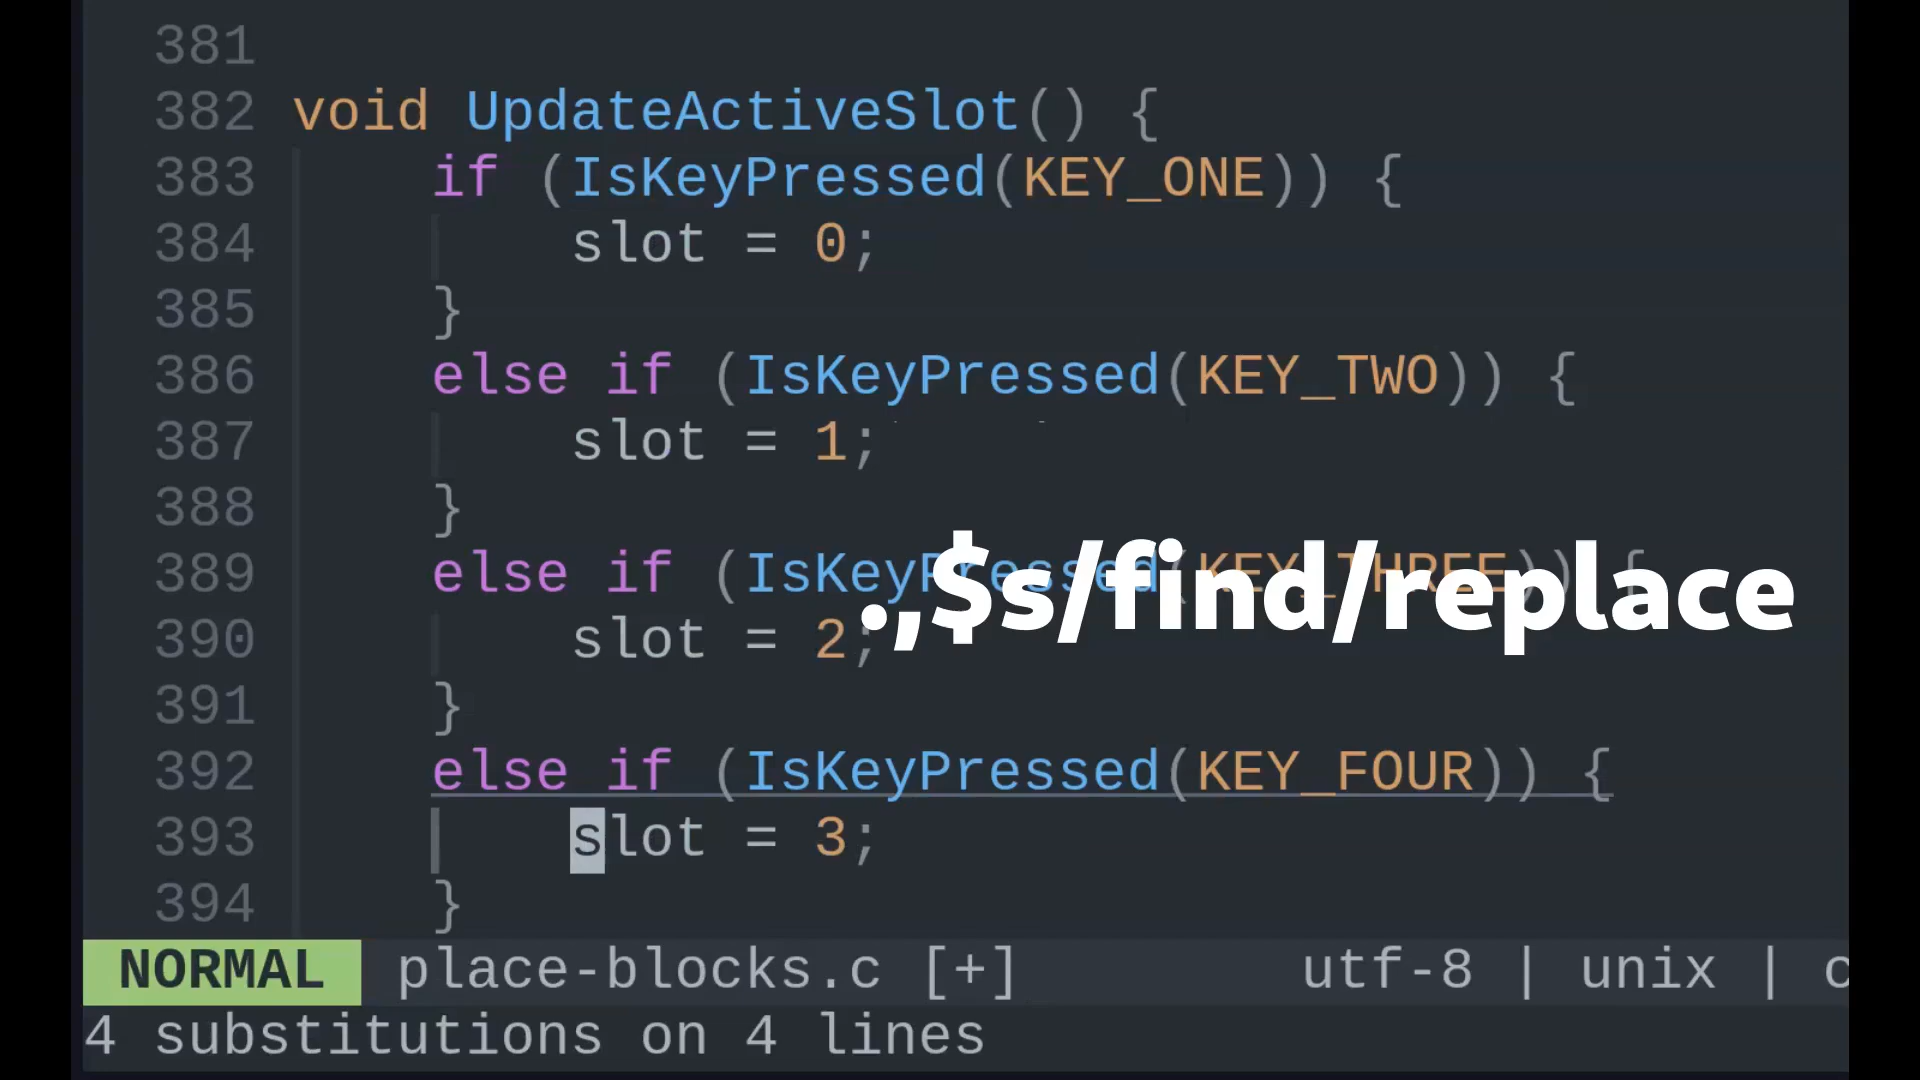 381
382 void UpdateActiveSlot() {
383 if (IsKeyPressed(KEY_ONE)) {
384 slot = 0;
385 }
386 else if (IsKeyPressed(KEY_TWO)) {
387 slot = 1;
388 }
389 else if (IsKeyPressed(KEY_THREE)) {
.,$s/find/replace
390 slot = 2;
391 }
392 else if (IsKeyPressed(KEY_FOUR)) {
393 slot = 3;
394 }
NORMAL place-blocks.c [+] utf-8 | unix | c
4 substitutions on 4 lines